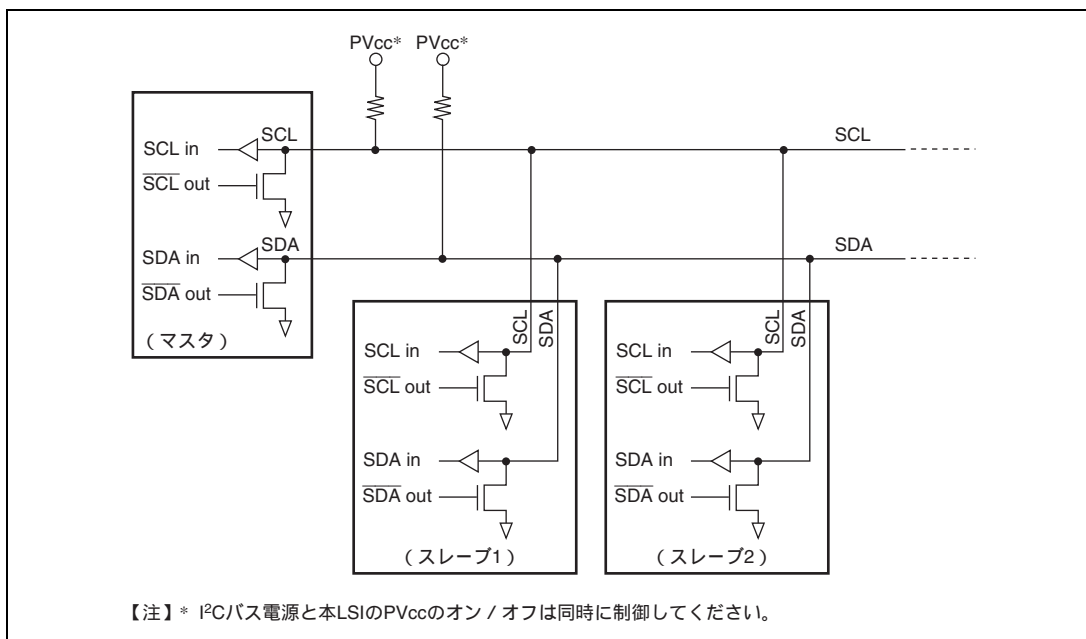 PVcc* PVcc*
SCL
SCL in
SCL out
SDA
SDA in
SDA out
(マスタ)
SCL
SDA
SCL
SDA
SCL in
SCL out
SDA in
SDA out
(スレーブ1)
SCL
SDA
SCL in
SCL out
SDA in
SDA out
(スレーブ2)
【注】* I²Cバス電源と本LSIのPVccのオン / オフは同時に制御してください。